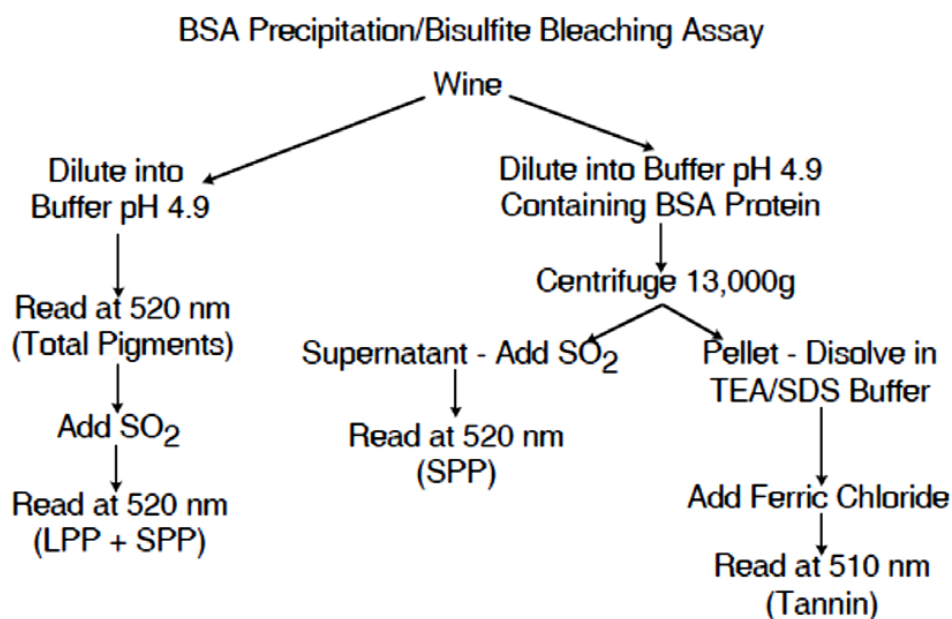 BSA Precipitation/Bisulfite Bleaching Assay
Wine
Dilute into
Buffer pH 4.9
Read at 520 nm
(Total Pigments)
Add SO2
Read at 520 nm
(LPP + SPP)
Dilute into Buffer pH 4.9
Containing BSA Protein
Centrifuge 13,000g
Supernatant - Add SO2
Read at 520 nm
(SPP)
Pellet - Disolve in
TEA/SDS Buffer
Add Ferric Chloride
Read at 510 nm
(Tannin)